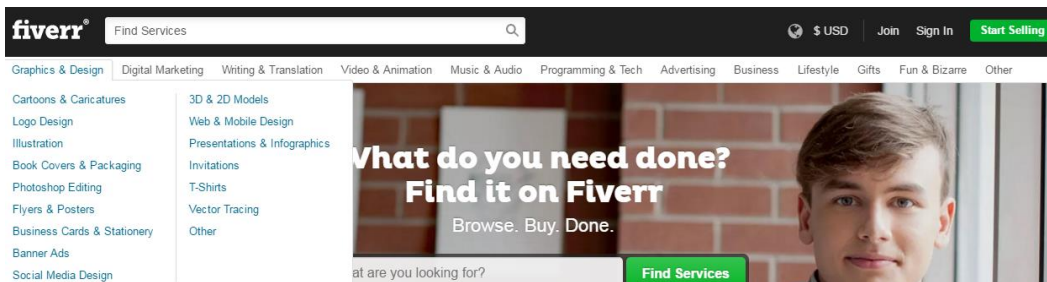 fiverr®
Find Services
$ USD
Join
Sign In
Start Selling
Graphics & Design
Digital Marketing
Writing & Translation
Video & Animation
Music & Audio
Programming & Tech
Advertising
Business
Lifestyle
Gifts
Fun & Bizarre
Other
Cartoons & Caricatures
Logo Design
Illustration
Book Covers & Packaging
Photoshop Editing
Flyers & Posters
Business Cards & Stationery
Banner Ads
Social Media Design
3D & 2D Models
Web & Mobile Design
Presentations & Infographics
Invitations
T-Shirts
Vector Tracing
Other
What do you need done?
Find it on Fiverr
Browse. Buy. Done.
at are you looking for?
Find Services